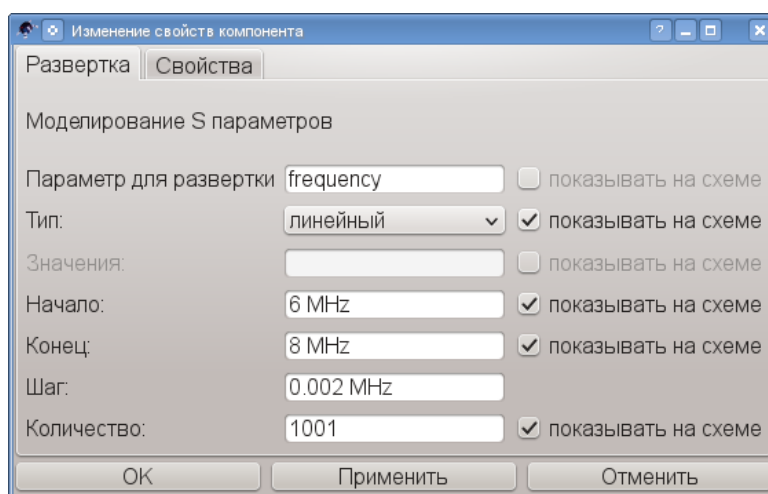 Изменение свойств компонента
Развертка Свойства
Моделирование S параметров
Параметр для развертки frequency показывать на схеме
Тип: линейный показывать на схеме
Значения: показывать на схеме
Начало: 6 MHz показывать на схеме
Конец: 8 MHz показывать на схеме
Шаг: 0.002 MHz
Количество: 1001 показывать на схеме
OK Применить Отменить